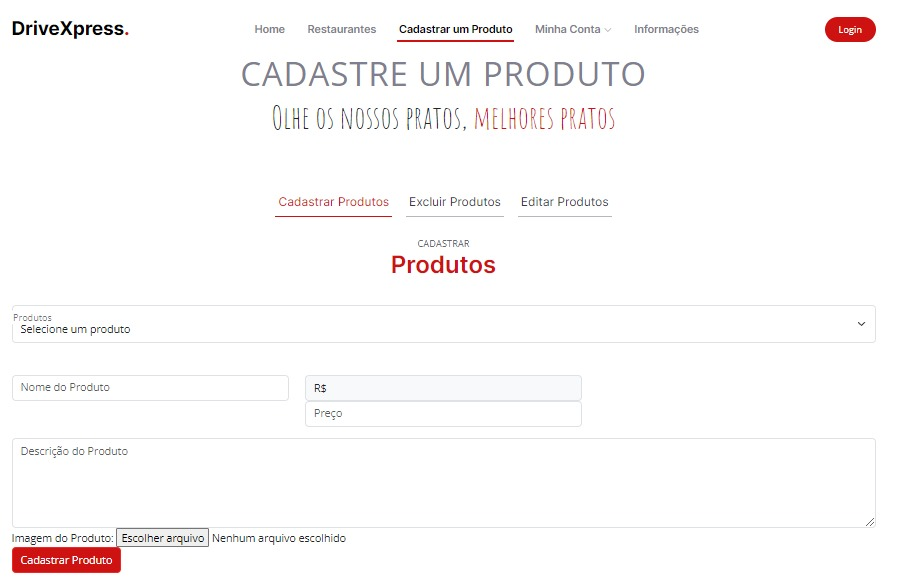 DriveXpress.
Home Restaurantes Cadastrar um Produto Minha Conta Informações Login
CADASTRE UM PRODUTO
OLHE OS NOSSOS PRATOS, MELHORES PRATOS
Cadastrar Produtos Excluir Produtos Editar Produtos
CADASTRAR
Produtos
Produtos
Selecione um produto
Nome do Produto R$
Preço
Descrição do Produto
Imagem do Produto: Escolher arquivo Nenhum arquivo escolhido
Cadastrar Produto